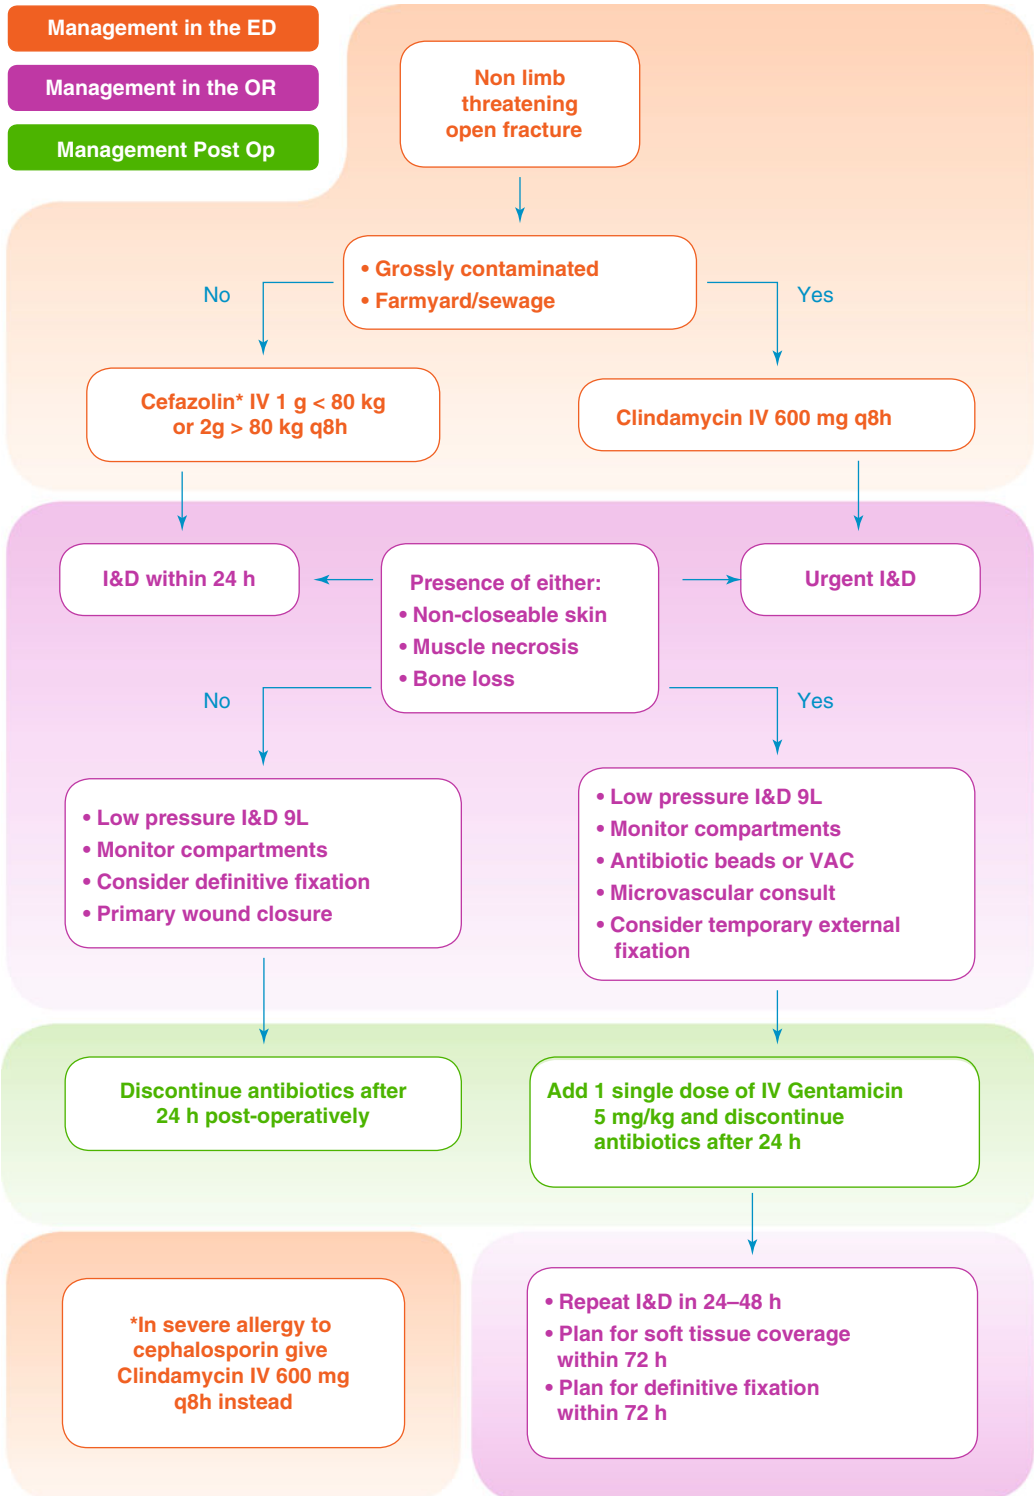 Management in the ED
Management in the OR
Management Post Op
Non limb
threatening
open fracture
• Grossly contaminated
• Farmyard/sewage
No
Yes
Cefazolin* IV 1 g < 80 kg
or 2g > 80 kg q8h
Clindamycin IV 600 mg q8h
I&D within 24 h
Presence of either:
• Non-closeable skin
• Muscle necrosis
• Bone loss
Urgent I&D
No
Yes
• Low pressure I&D 9L
• Monitor compartments
• Consider definitive fixation
• Primary wound closure
• Low pressure I&D 9L
• Monitor compartments
• Antibiotic beads or VAC
• Microvascular consult
• Consider temporary external
fixation
Discontinue antibiotics after
24 h post-operatively
Add 1 single dose of IV Gentamicin
5 mg/kg and discontinue
antibiotics after 24 h
*In severe allergy to
cephalosporin give
Clindamycin IV 600 mg
q8h instead
• Repeat I&D in 24–48 h
• Plan for soft tissue coverage
within 72 h
• Plan for definitive fixation
within 72 h